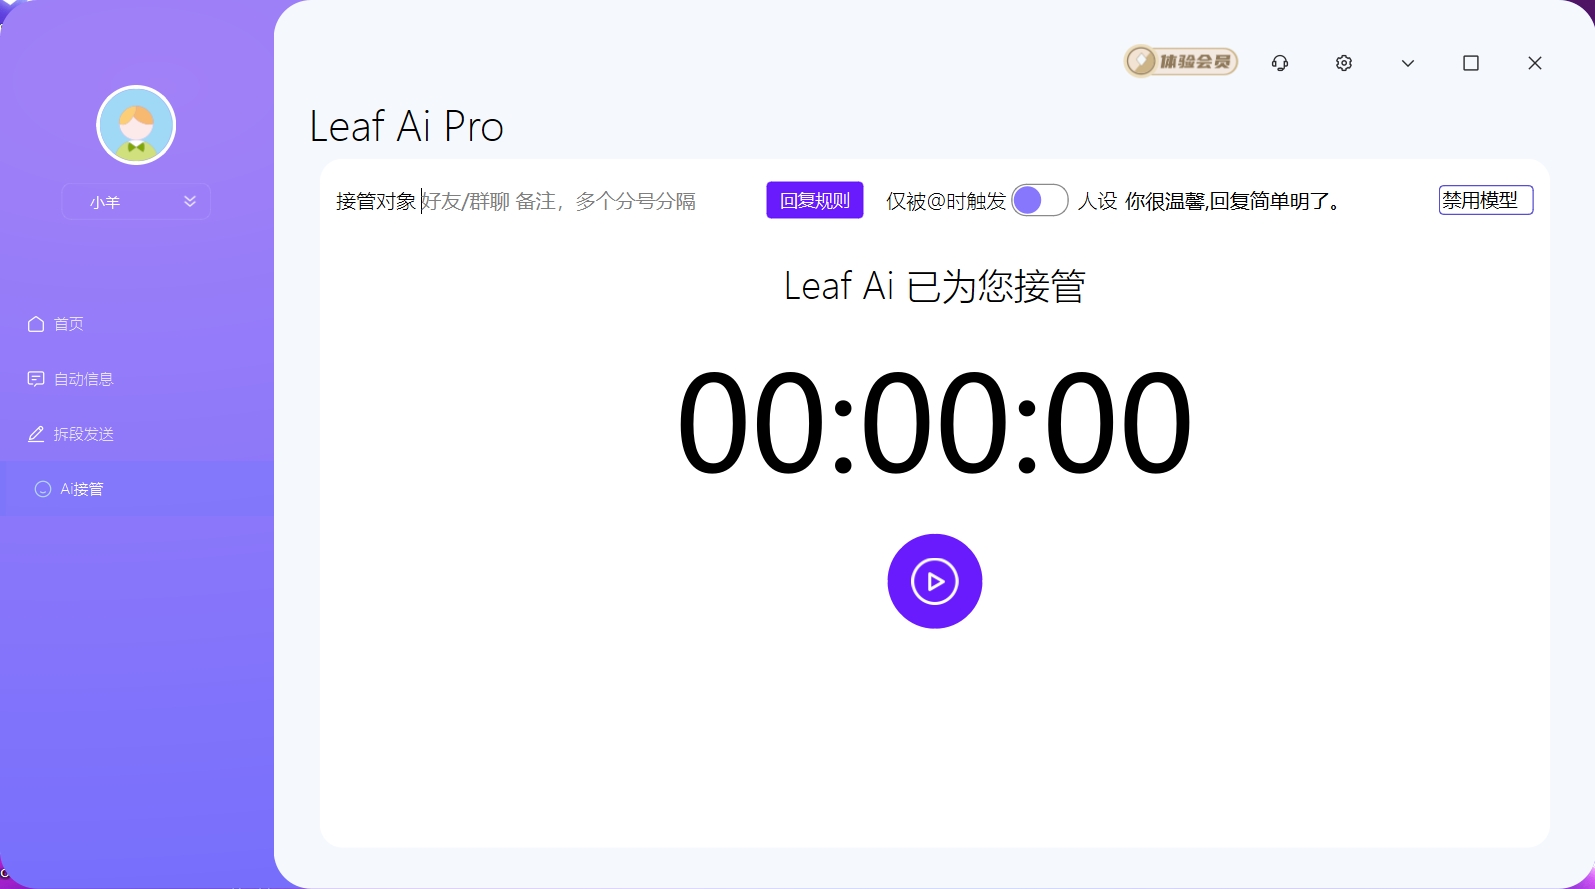 体验会员
Leaf Ai Pro
小羊
接管对象 好友/群聊 备注，多个分号分隔 回复规则 仅被@时触发 人设 你很温馨,回复简单明了。 禁用模型
Leaf Ai 已为您接管
00:00:00
首页
自动信息
拆段发送
Ai接管